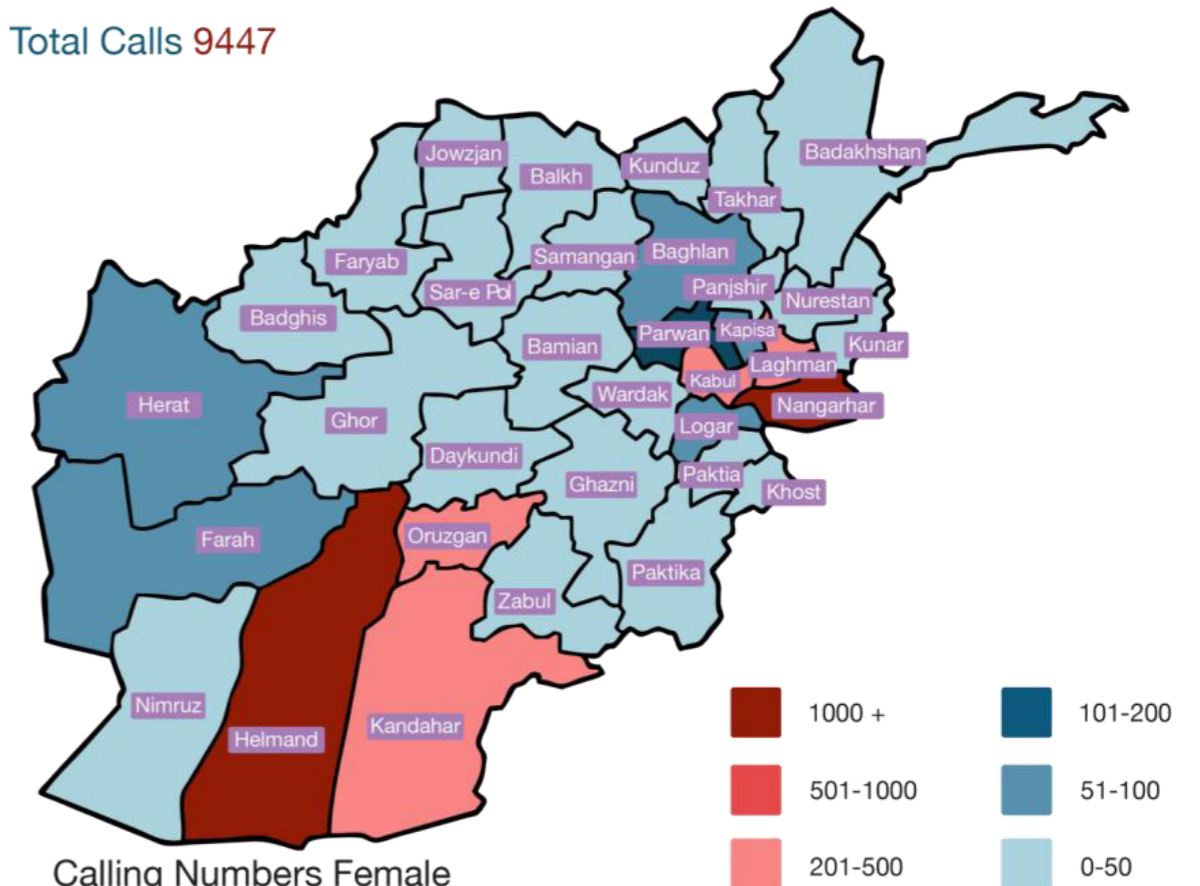 Total Calls 9447
Jowzjan
Balkh
Kunduz
Badakhshan
Takhar
Faryab
Samangan
Baghlan
Sar-e Pol
Panjshir
Nurestan
Badghis
Parwan
Kapisa
Kunar
Bamian
Laghman
Kabul
Wardak
Herat
Ghor
Nangarhar
Logar
Daykundi
Ghazni
Paktia
Khost
Farah
Oruzgan
Paktika
Zabul
Nimruz
Helmand
Kandahar
1000 +
101-200
501-1000
51-100
201-500
0-50
Calling Numbers Female